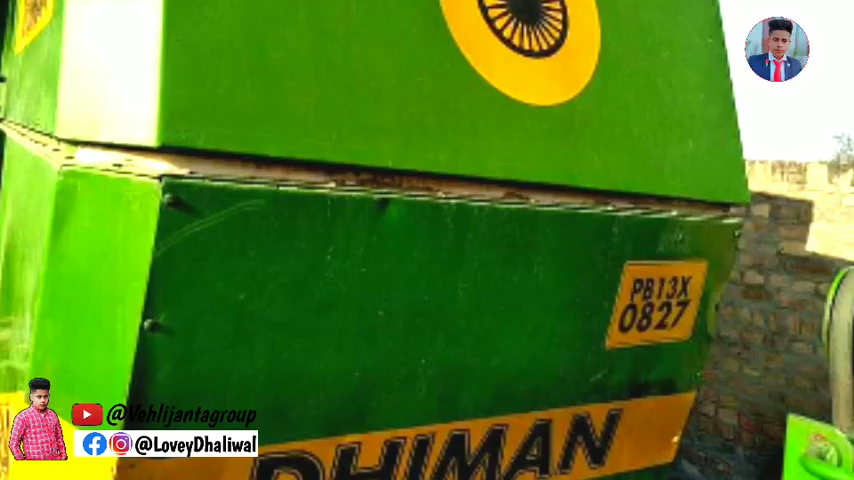 PB13X
0827
DHIMAN
@Vehlijantagroup
@LoveyDhaliwal